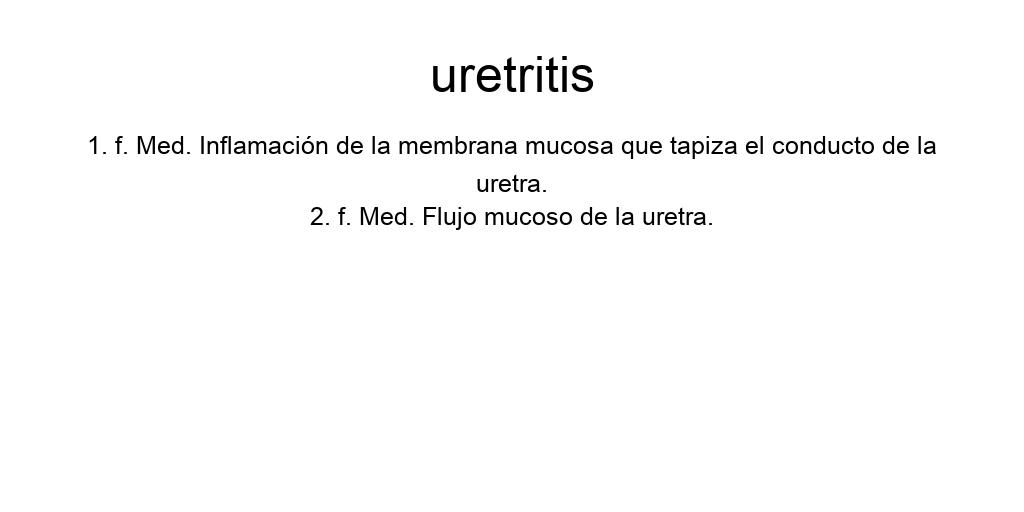 uretritis
1. f. Med. Inflamación de la membrana mucosa que tapiza el conducto de la
uretra.
2. f. Med. Flujo mucoso de la uretra.